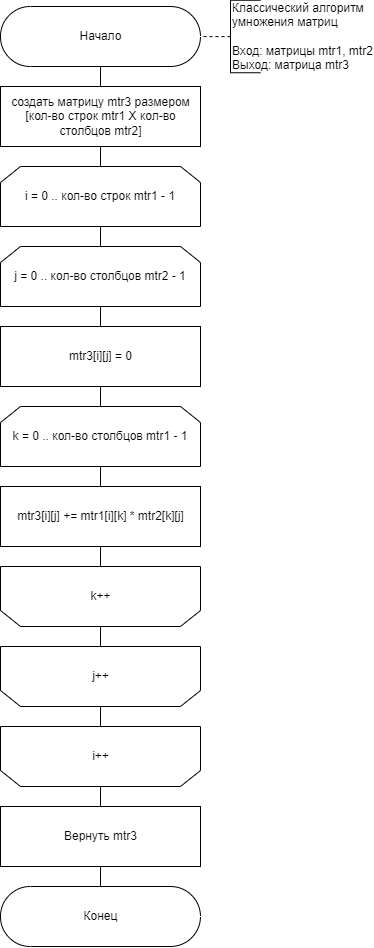 Начало
Классический алгоритм
умножения матриц
Вход: матрицы mtr1, mtr2
Выход: матрица mtr3
создать матрицу mtr3 размером
[кол-во строк mtr1 X кол-во
столбцов mtr2]
i = 0 .. кол-во строк mtr1 - 1
j = 0 .. кол-во столбцов mtr2 - 1
mtr3[i][j] = 0
k = 0 .. кол-во столбцов mtr1 - 1
mtr3[i][j] += mtr1[i][k] * mtr2[k][j]
k++
j++
i++
Вернуть mtr3
Конец